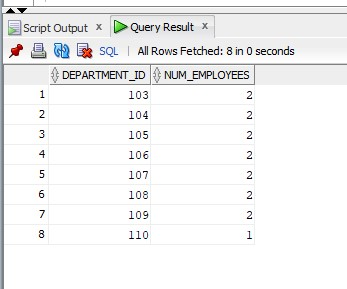 Script Output x Query Result x
SQL | All Rows Fetched: 8 in 0 seconds
DEPARTMENT_ID NUM_EMPLOYEES
1 103 2
2 104 2
3 105 2
4 106 2
5 107 2
6 108 2
7 109 2
8 110 1